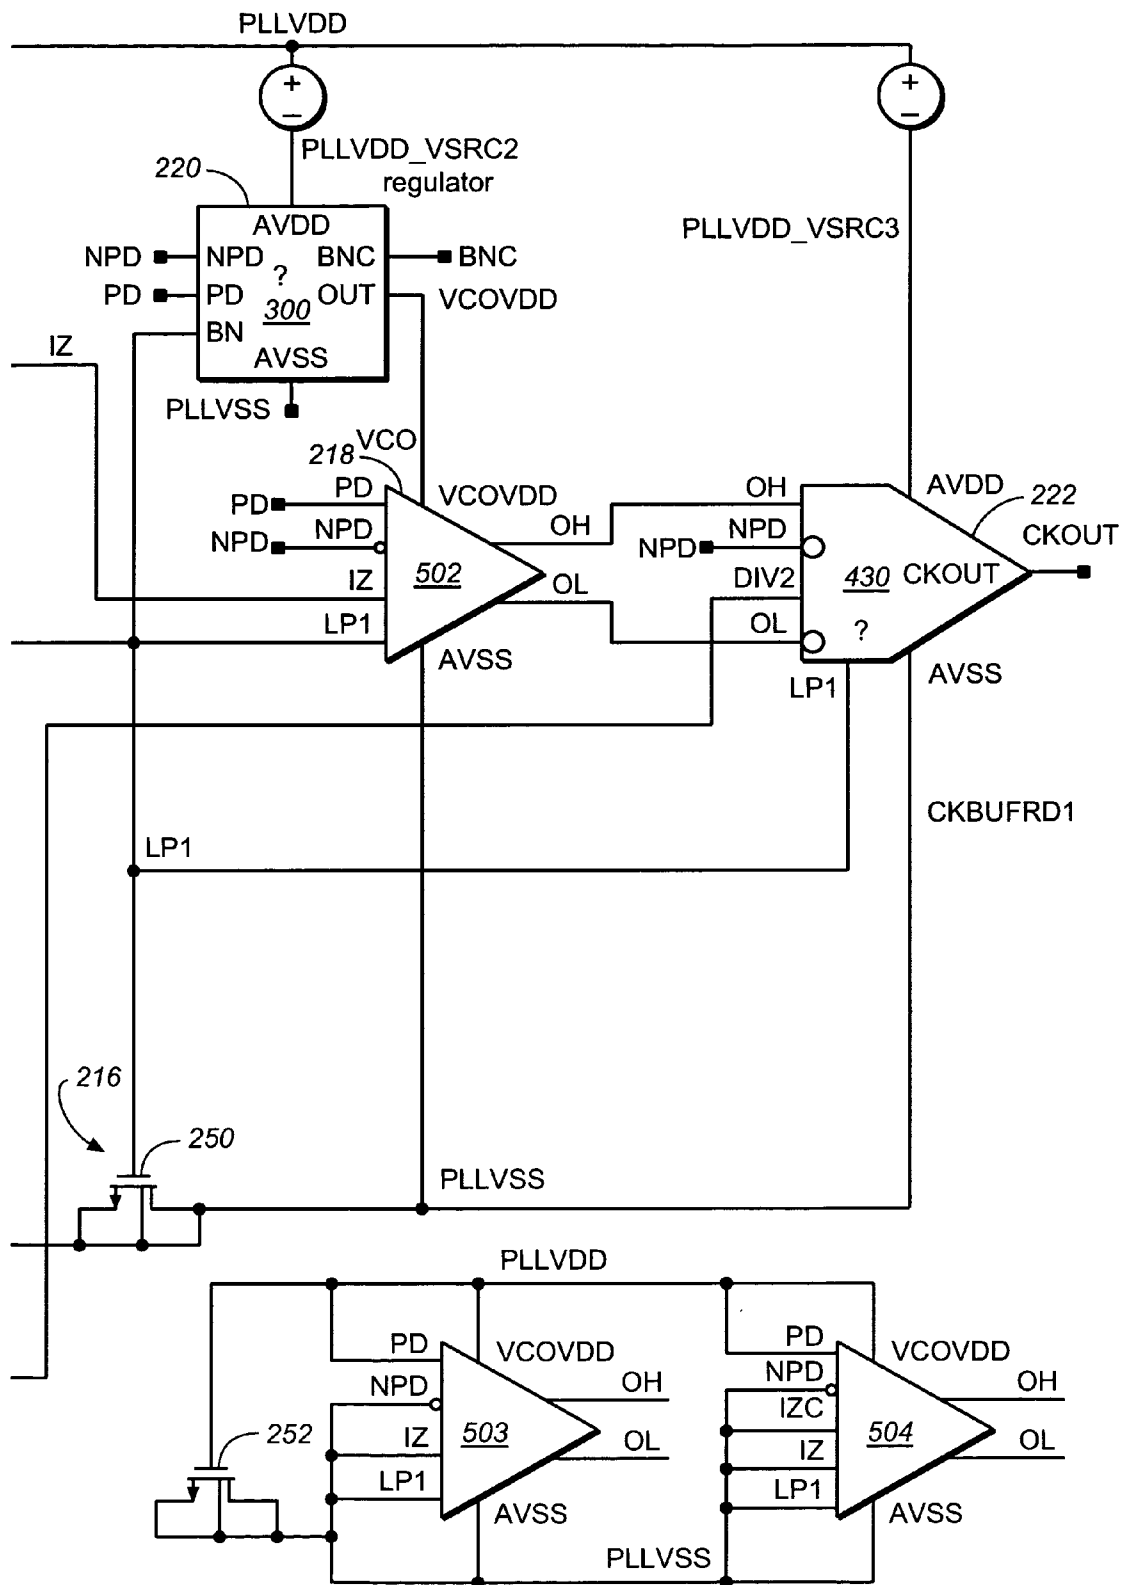 PLLVDD
+
−
+
−
PLLVDD_VSRC2
regulator
220
AVDD
PLLVDD_VSRC3
NPD
NPD
BNC
BNC
?
PD
PD
OUT
VCOVDD
300
BN
IZ
AVSS
PLLVSS
VCO
218
PD
PD
VCOVDD
OH
AVDD
222
NPD
NPD
OH
NPD
NPD
CKOUT
IZ
502
OL
DIV2
430
CKOUT
LP1
OL
?
AVSS
LP1
AVSS
CKBUFRD1
LP1
216
250
PLLVSS
PLLVDD
PD
VCOVDD
PD
VCOVDD
NPD
OH
NPD
OH
IZC
252
IZ
503
OL
IZ
504
OL
LP1
LP1
AVSS
AVSS
PLLVSS